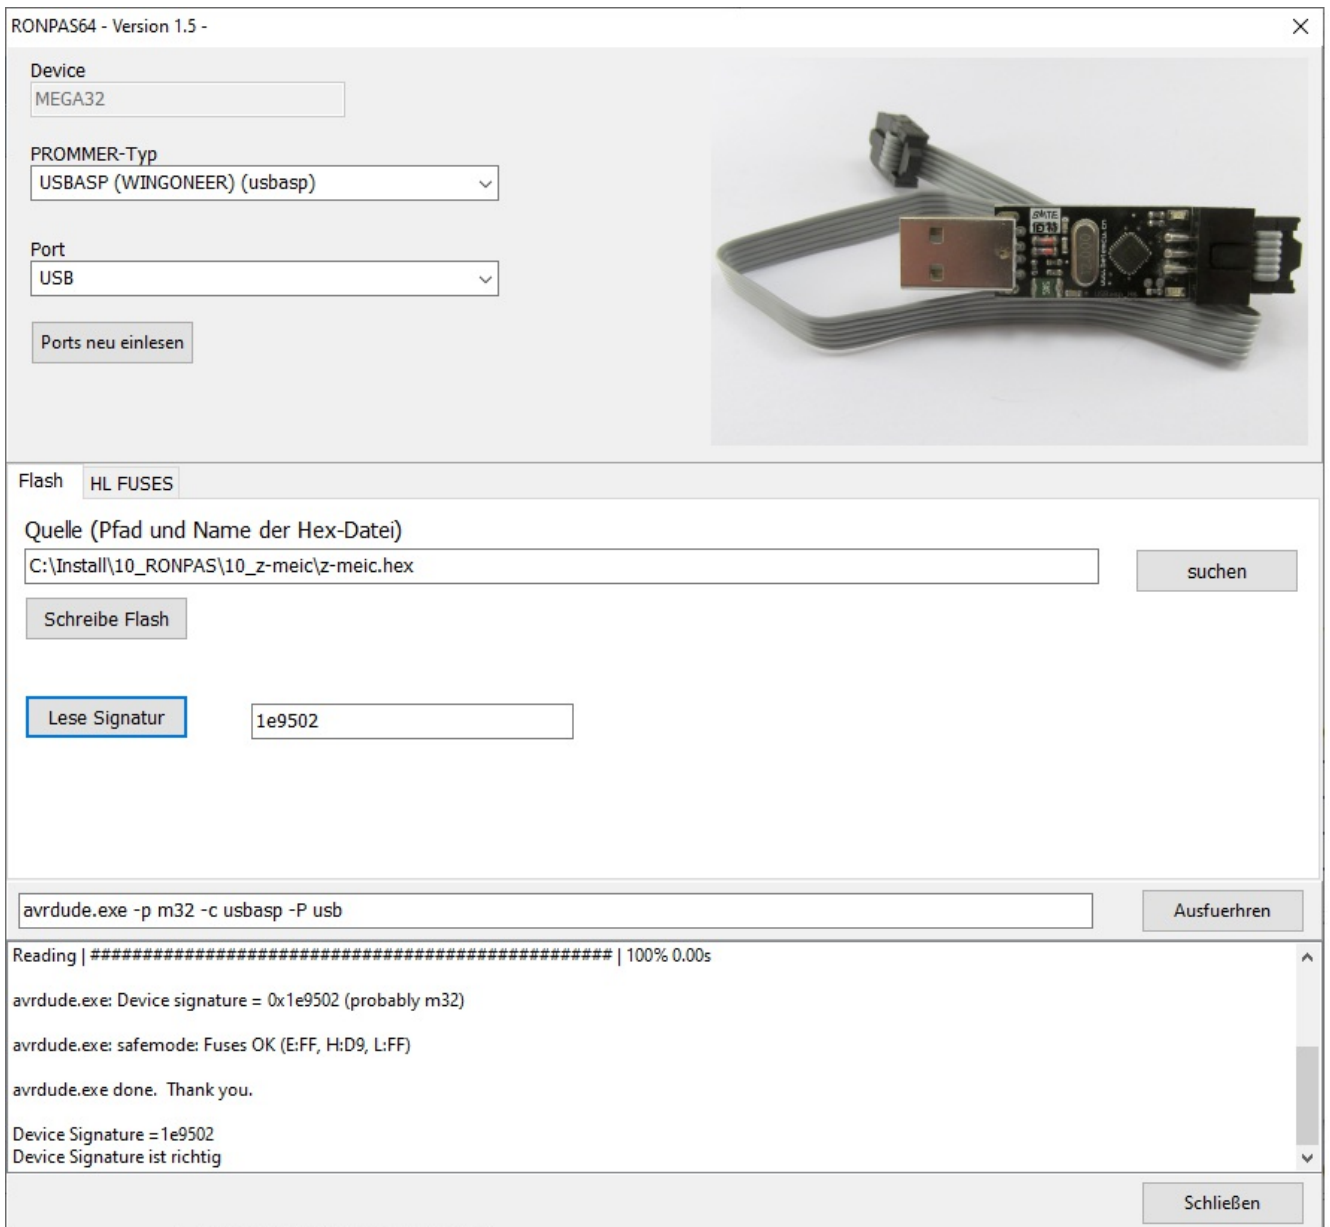 RONPAS64 - Version 1.5 -
Device
MEGA32
PROMMER-Typ
USBASP (WINGONEER) (usbasp)
Port
USB
Ports neu einlesen
Flash
HL FUSES
Quelle (Pfad und Name der Hex-Datei)
C:\Install\10_RONPAS\10_z-meic\z-meic.hex
suchen
Schreibe Flash
Lese Signatur
1e9502
avrdude.exe -p m32 -c usbasp -P usb
Ausfuerhren
Reading | ################################################## | 100% 0.00s
avrdude.exe: Device signature = 0x1e9502 (probably m32)
avrdude.exe: safemode: Fuses OK (E:FF, H:D9, L:FF)
avrdude.exe done.  Thank you.
Device Signature =1e9502
Device Signature ist richtig
Schließen